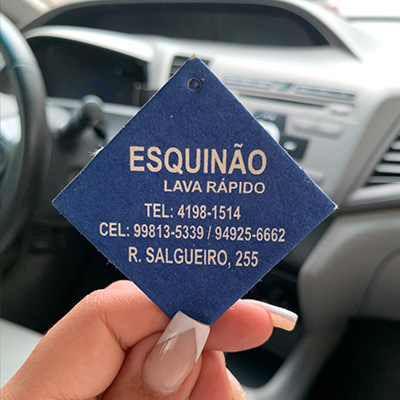 ESQUINÃO
LAVA RÁPIDO
TEL: 4198-1514
CEL: 99813-5339 / 94925-6662
R. SALGUEIRO, 255